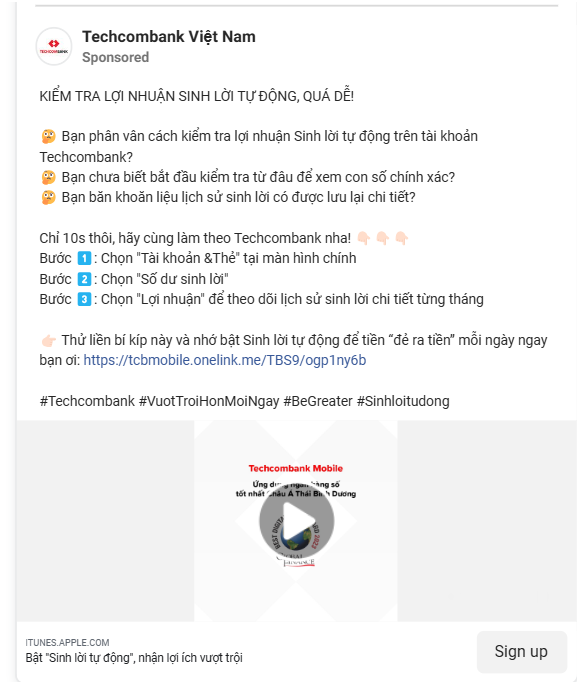 TECHCOMBANK
Techcombank Việt Nam
Sponsored
KIỂM TRA LỢI NHUẬN SINH LỜI TỰ ĐỘNG, QUÁ DỄ!
🤔 Bạn phân vân cách kiểm tra lợi nhuận Sinh lời tự động trên tài khoản
Techcombank?
🤔 Bạn chưa biết bắt đầu kiểm tra từ đâu để xem con số chính xác?
🤔 Bạn băn khoăn liệu lịch sử sinh lời có được lưu lại chi tiết?
Chỉ 10s thôi, hãy cùng làm theo Techcombank nha! 👇🏻👇🏻👇🏻
Bước 1️⃣: Chọn "Tài khoản &Thẻ" tại màn hình chính
Bước 2️⃣: Chọn "Số dư sinh lời"
Bước 3️⃣: Chọn "Lợi nhuận" để theo dõi lịch sử sinh lời chi tiết từng tháng
👉🏻 Thử liền bí kíp này và nhớ bật Sinh lời tự động để tiền “đẻ ra tiền” mỗi ngày ngay
bạn ơi: https://tcbmobile.onelink.me/TBS9/ogp1ny6b
#Techcombank #VuotTroiHonMoiNgay #BeGreater #Sinhloitudong
Techcombank Mobile
Ứng dụng ngân hàng số
tốt nhất Châu Á Thái Bình Dương
BEST 2023
GLOBAL
FINANCE
ITUNES.APPLE.COM
Bật "Sinh lời tự động", nhận lợi ích vượt trội
Sign up